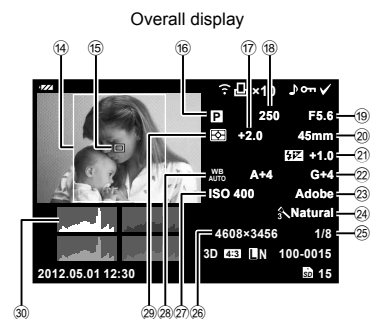 Overall display
⑭ ⑮ ⑯ ⑰ ⑱
×10
P 250 F5.6 ⑲
+2.0 45mm ⑳
+1.0 ㉑
WB AUTO A+4 G+4 ㉒
ISO 400 Adobe ㉓
Natural ㉔
4608×3456 1/8 ㉕
3D 4:3 LN 100-0015
2012.05.01 12:30 SD 15
㉚ ㉙ ㉘ ㉗ ㉖